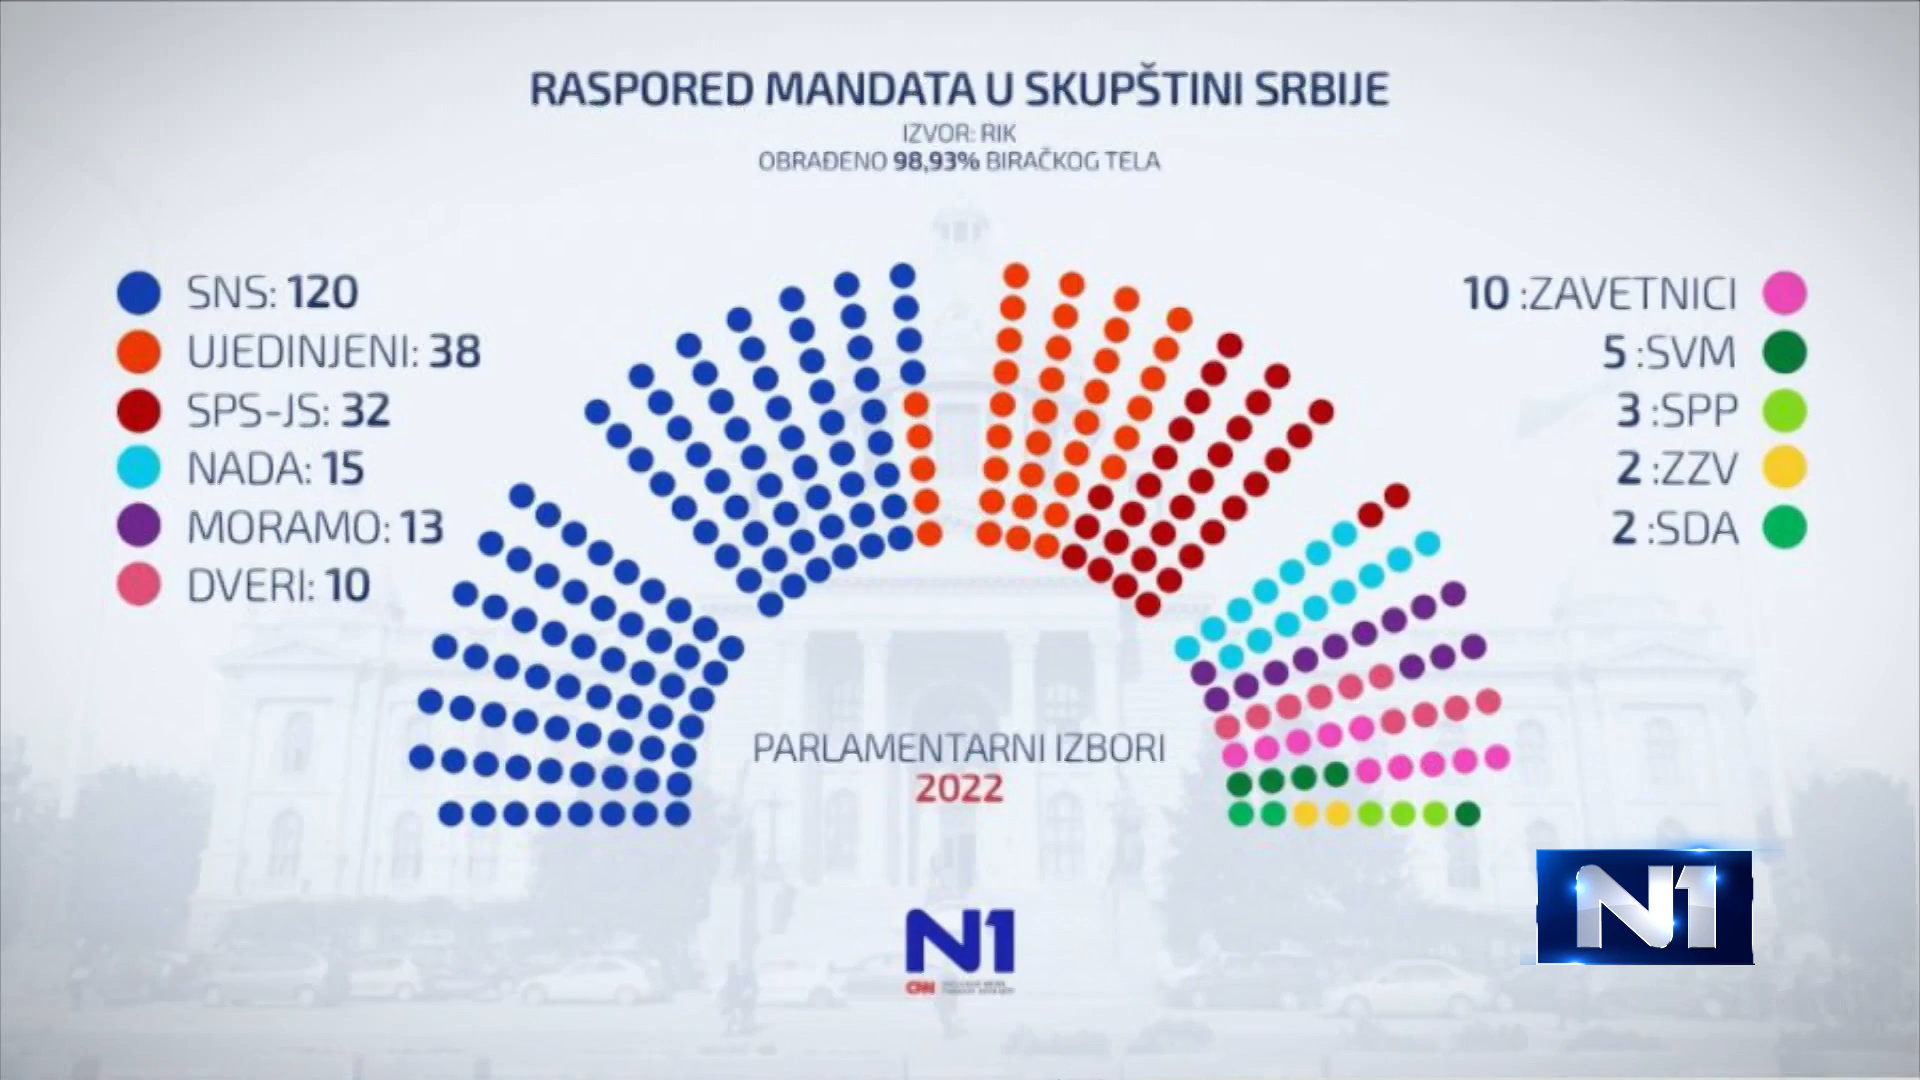 RASPORED MANDATA U SKUPŠTINI SRBIJE
IZVOR: RIK
OBRAĐENO 98,93% BIRAČKOG TELA
SNS: 120
UJEDINJENI: 38
SPS-JS: 32
NADA: 15
MORAMO: 13
DVERI: 10
10 :ZAVETNICI
5 :SVM
3 :SPP
2 :ZZV
2 :SDA
PARLAMENTARNI IZBORI
2022
N1
CNN
N1